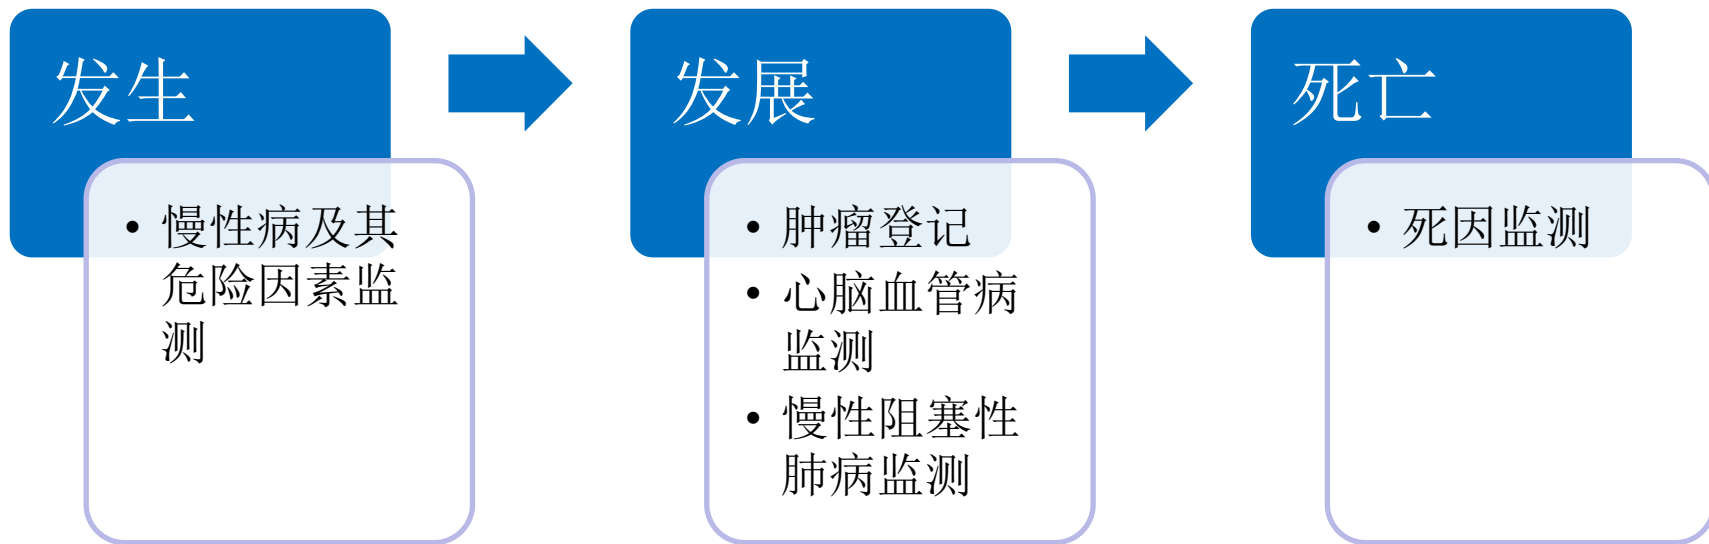 发生
• 慢性病及其
危险因素监
测
发展
• 肿瘤登记
• 心脑血管病
监测
• 慢性阻塞性
肺病监测
死亡
• 死因监测